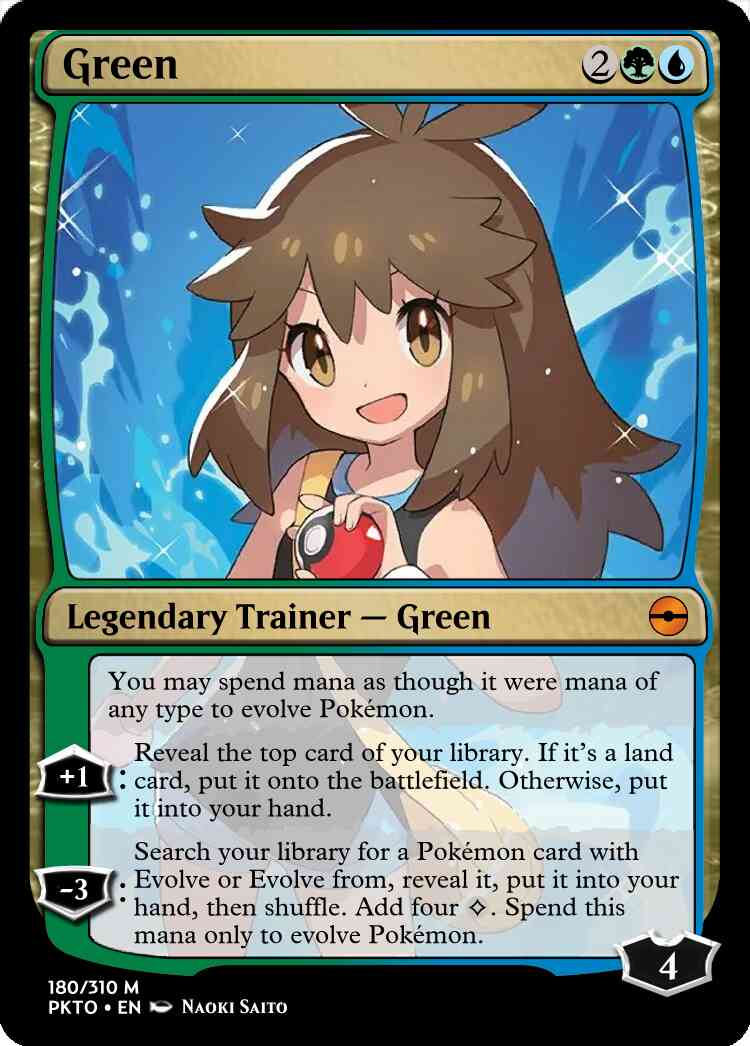 Green 2
Legendary Trainer — Green
You may spend mana as though it were mana of
any type to evolve Pokémon.
+1 : Reveal the top card of your library. If it's a land
card, put it onto the battlefield. Otherwise, put
it into your hand.
−3 : Search your library for a Pokémon card with
Evolve or Evolve from, reveal it, put it into your
hand, then shuffle. Add four ◇. Spend this
mana only to evolve Pokémon.
4
180/310 M
PKTO • EN Naoki Saito